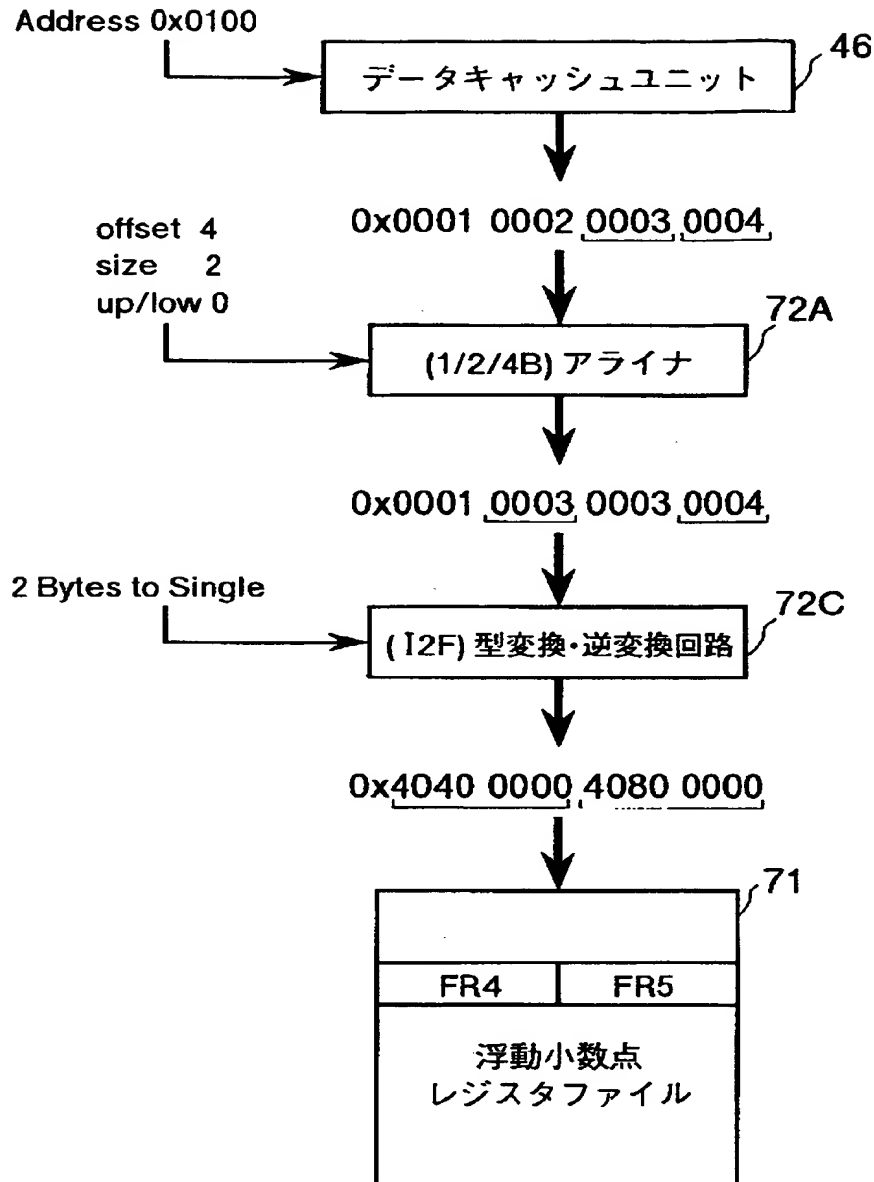 Address 0x0100
データキャッシュユニット
46
0x0001 0002 0003 0004
offset 4
size 2
up/low 0
72A
(1/2/4B) アライナ
0x0001 0003 0003 0004
2 Bytes to Single
72C
(I2F) 型変換・逆変換回路
0x4040 0000 4080 0000
71
FR4 FR5
浮動小数点
レジスタファイル